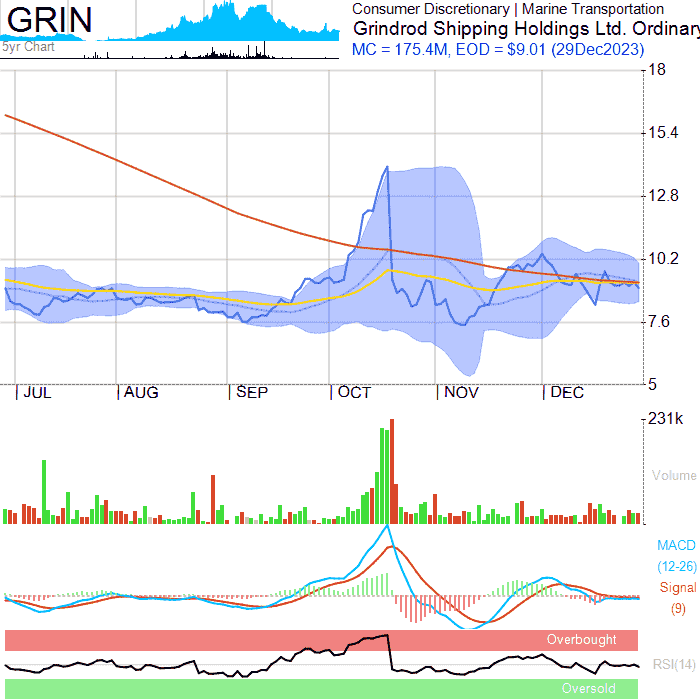 GRIN
5yr Chart
Consumer Discretionary | Marine Transportation
Grindrod Shipping Holdings Ltd. Ordinary
MC = 175.4M, EOD = $9.01 (29Dec2023)
18
15.4
12.8
10.2
7.6
5
JUL AUG SEP OCT NOV DEC
231k
Volume
MACD
(12-26)
Signal
(9)
Overbought
RSI(14)
Oversold